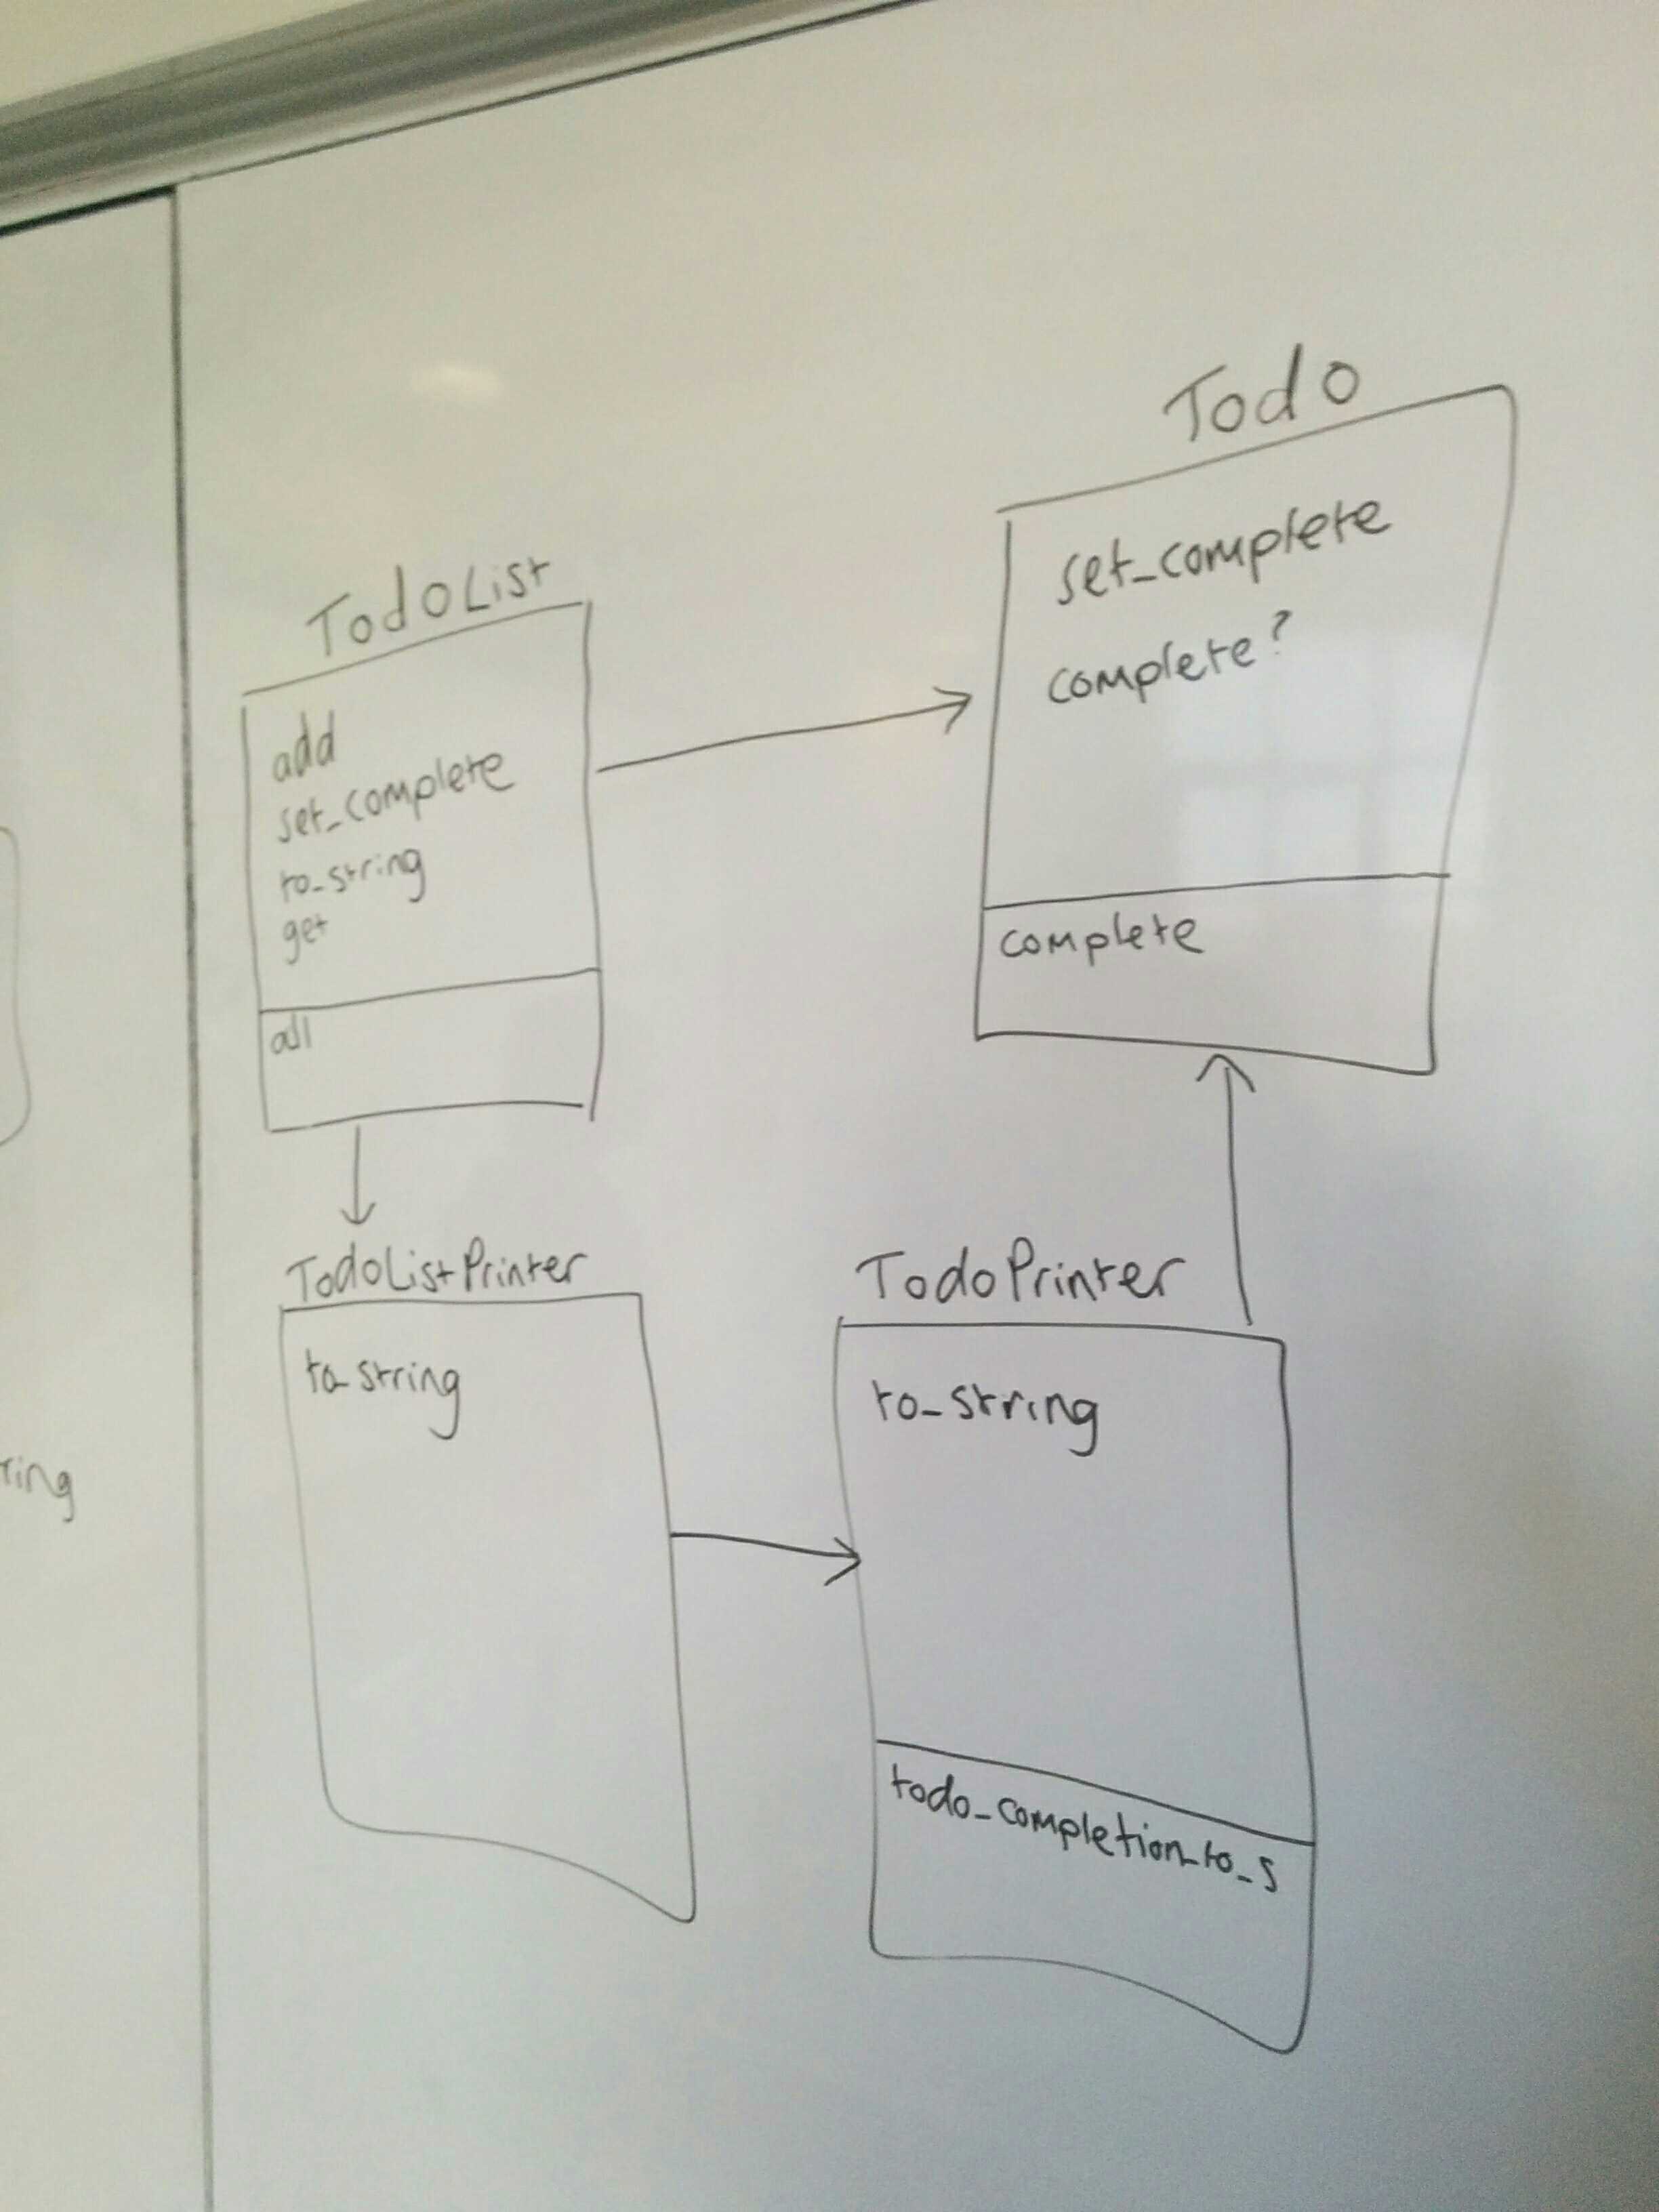 TodoList
add
set_complete
to_string
get
all
Todo
set_complete
complete?
complete
TodoListPrinter
to_string
TodoPrinter
to_string
todo_completion_to_s
ring